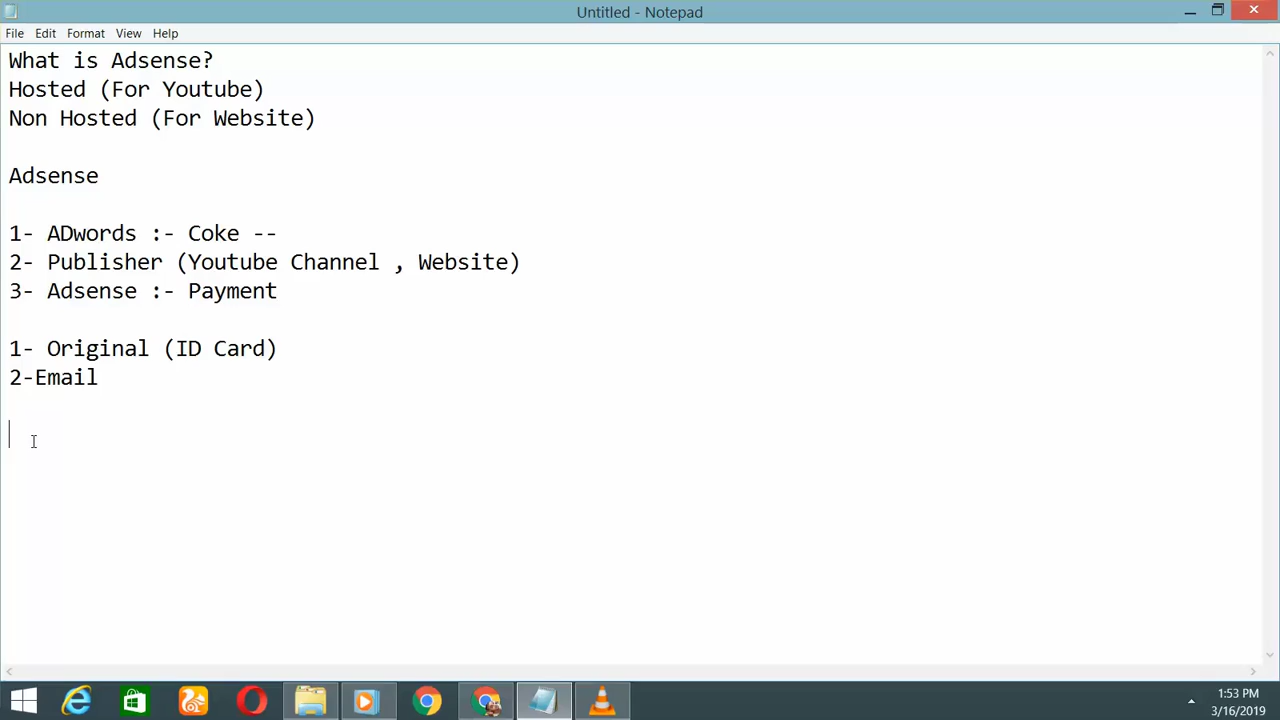 Untitled - Notepad
File Edit Format View Help
What is Adsense?
Hosted (For Youtube)
Non Hosted (For Website)
Adsense
1- ADwords :- Coke --
2- Publisher (Youtube Channel , Website)
3- Adsense :- Payment
1- Original (ID Card)
2-Email
1:53 PM
3/16/2019